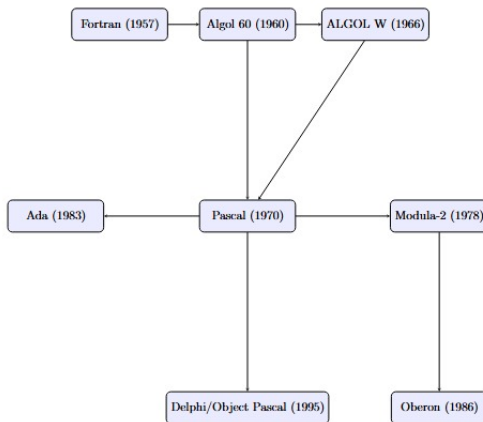 Fortran (1957)
Algol 60 (1960)
ALGOL W (1966)
Ada (1983)
Pascal (1970)
Modula-2 (1978)
Delphi/Object Pascal (1995)
Oberon (1986)